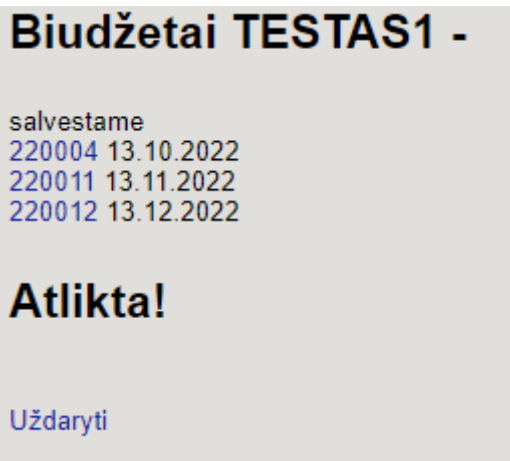 Biudžetai TESTAS1 -
salvestame
220004 13.10.2022
220011 13.11.2022
220012 13.12.2022
Atlikta!
Uždaryti